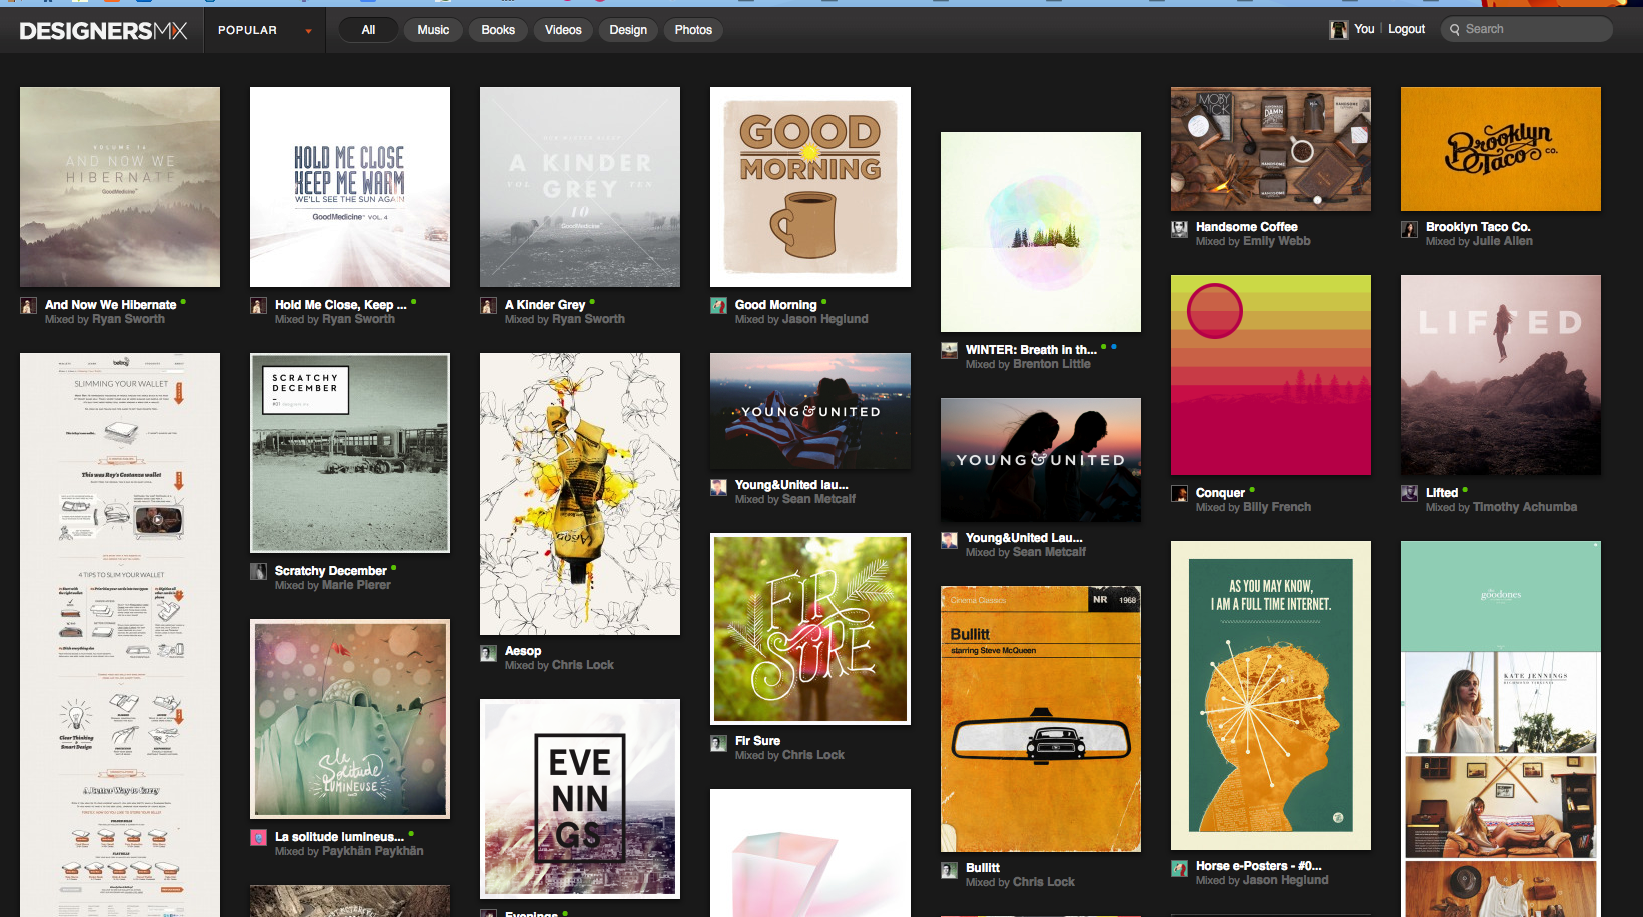 DESIGNERSMX
POPULAR
All
Music
Books
Videos
Design
Photos
You
Logout
Search
VOLUME 14
AND NOW WE
HIBERNATE
GoodMedicine
And Now We Hibernate
Mixed by Ryan Sworth
HOLD ME CLOSE
KEEP ME WARM
WE'LL SEE THE SUN AGAIN
GoodMedicine VOL. 4
Hold Me Close, Keep ...
Mixed by Ryan Sworth
A KINDER
VOL GREY TEN
10
GoodMedicine
A Kinder Grey
Mixed by Ryan Sworth
GOOD
MORNING
Good Morning
Mixed by Jason Heglund
WINTER: Breath in th...
Mixed by Brenton Little
MOBY
DICK
HANDSOME
Handsome Coffee
Mixed by Emily Webb
Brooklyn
Taco CO.
Brooklyn Taco Co.
Mixed by Julie Allen
SLIMMING YOUR WALLET
This was Roy's Costanza wallet
4 TIPS TO SLIM YOUR WALLET
Clear Thinking
Smart Design
A Better Way to Carry
SCRATCHY
DECEMBER
Scratchy December
Mixed by Marie Pierer
La
Solitude
LUMINEUSE
La solitude lumineus...
Mixed by Paykhän Paykhän
Aesop
Mixed by Chris Lock
EVE
NIN
GS
Evenings
YOUNG&UNITED
Young&United lau...
Mixed by Sean Metcalf
FIR
SURE
Fir Sure
Mixed by Chris Lock
YOUNG&UNITED
Young&United Lau...
Mixed by Sean Metcalf
Cinema Classics
NR 1968
Bullitt
starring Steve McQueen
Bullitt
Mixed by Chris Lock
Conquer
Mixed by Billy French
AS YOU MAY KNOW,
I AM A FULL TIME INTERNET.
Horse e-Posters - #0...
Mixed by Jason Heglund
LIFTED
Lifted
Mixed by Timothy Achumba
goodones
KATE JENNINGS